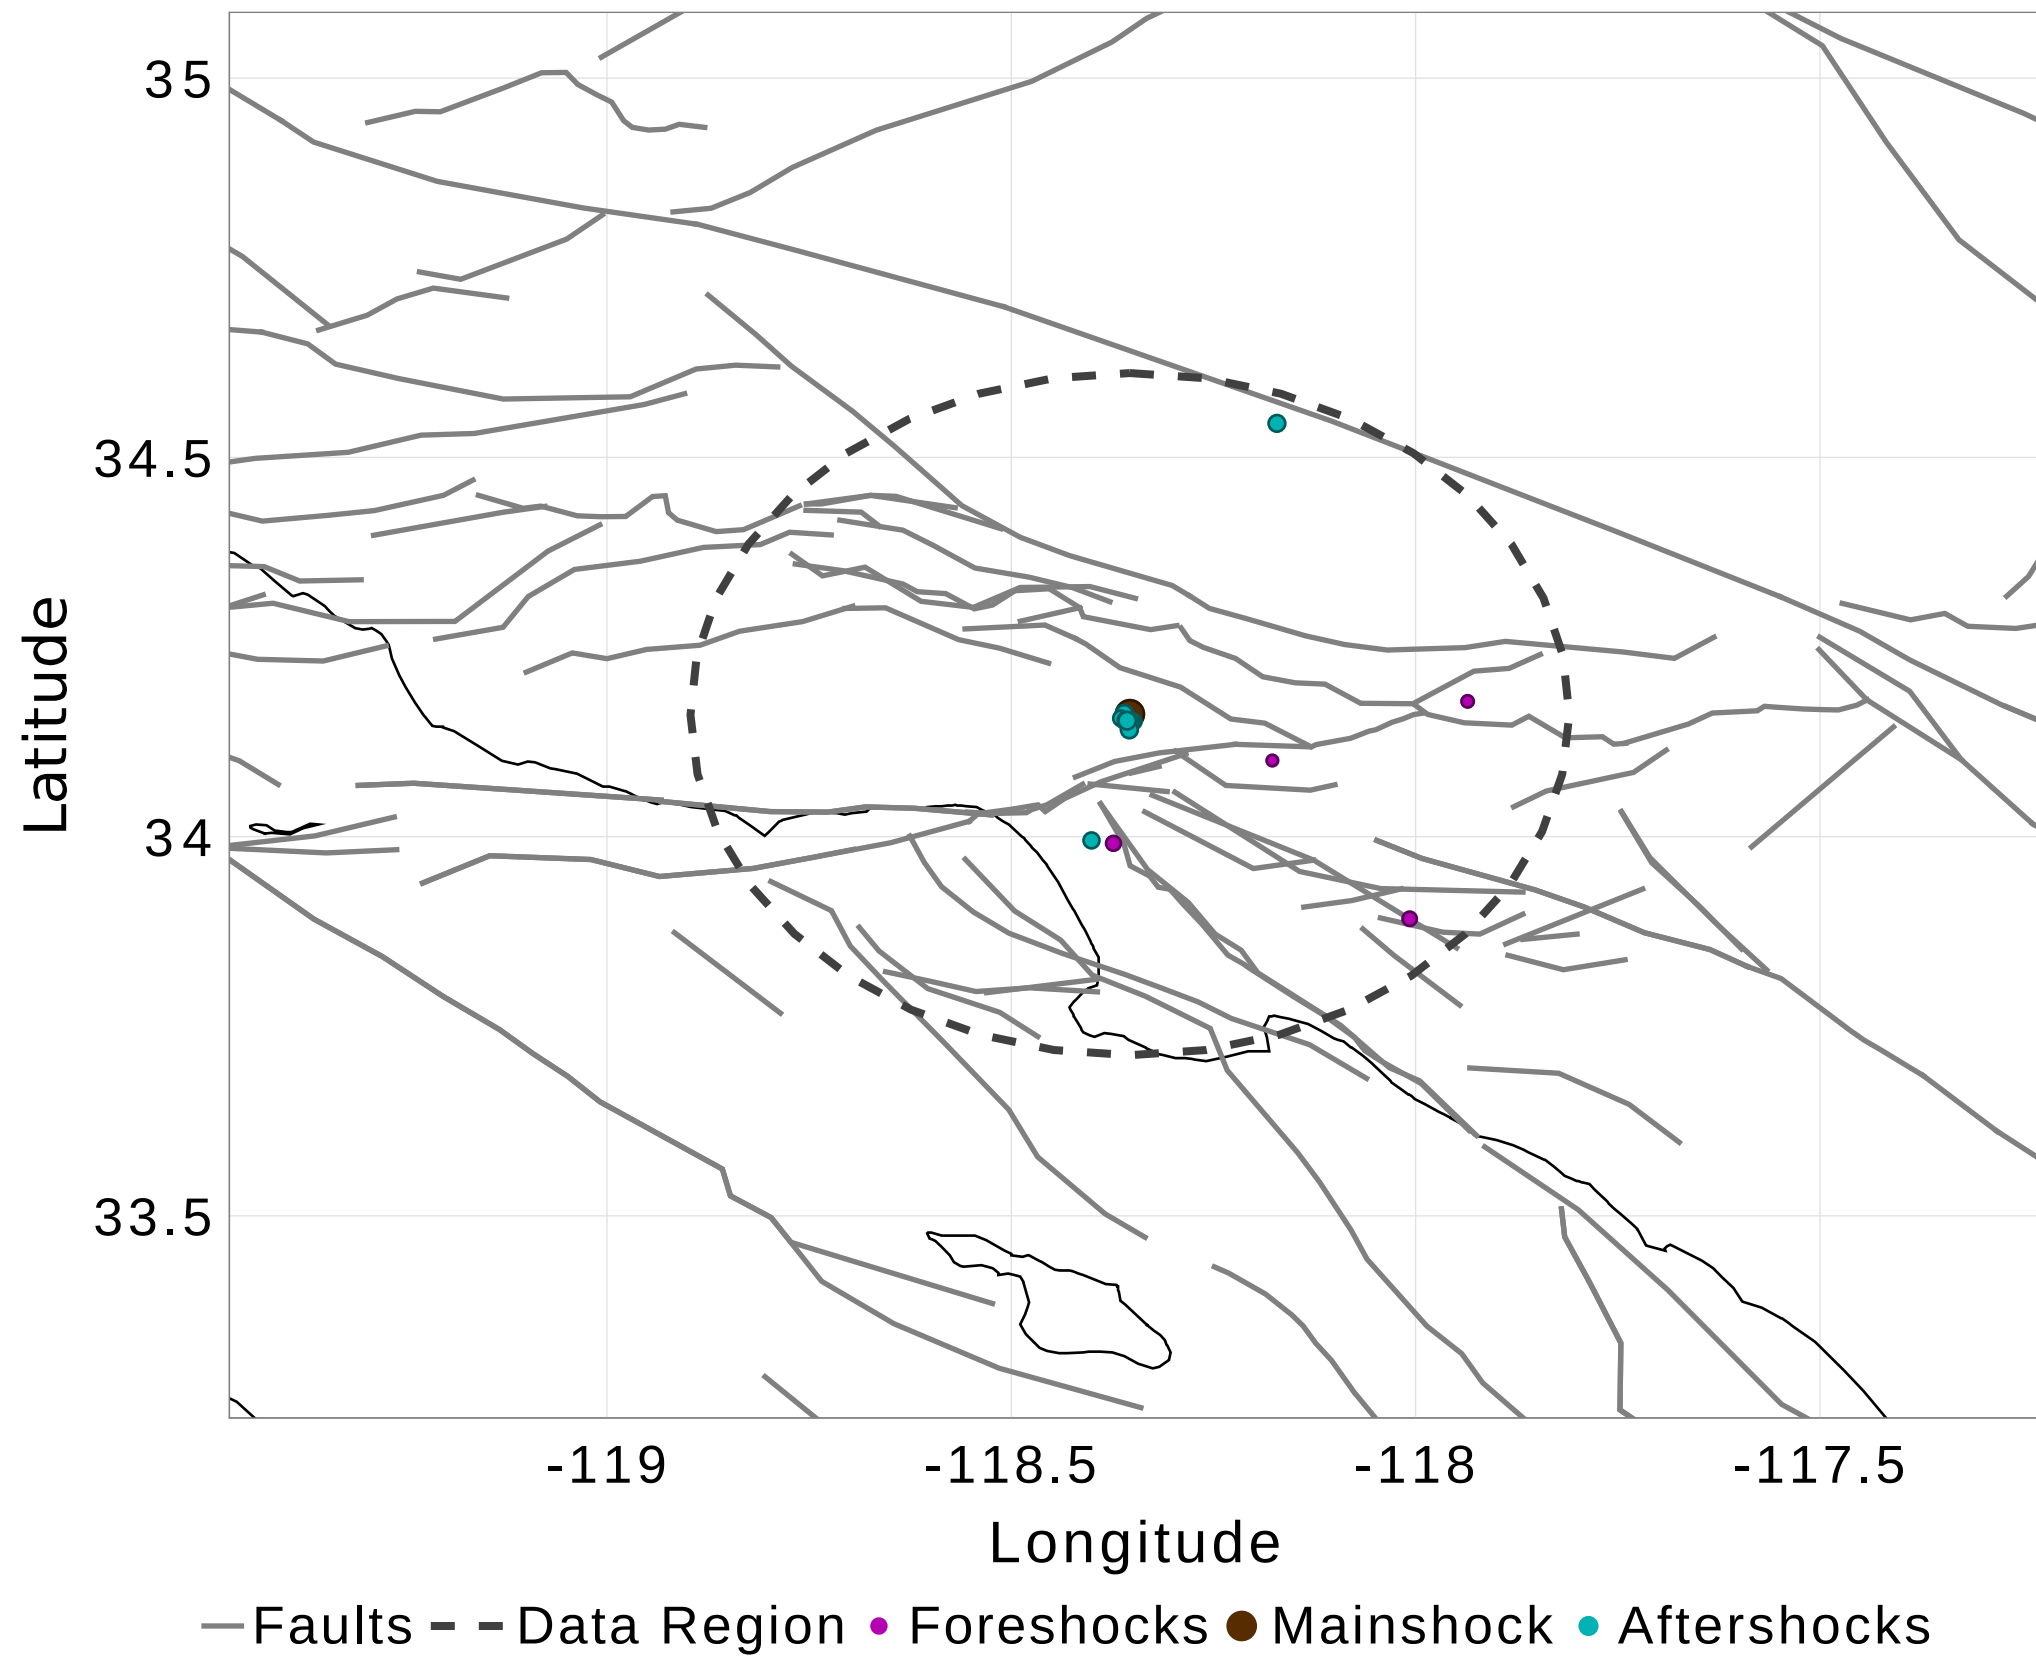 35
34.5
34
33.5
Latitude
-119 -118.5 -118 -117.5
Longitude
Faults Data Region Foreshocks Mainshock Aftershocks